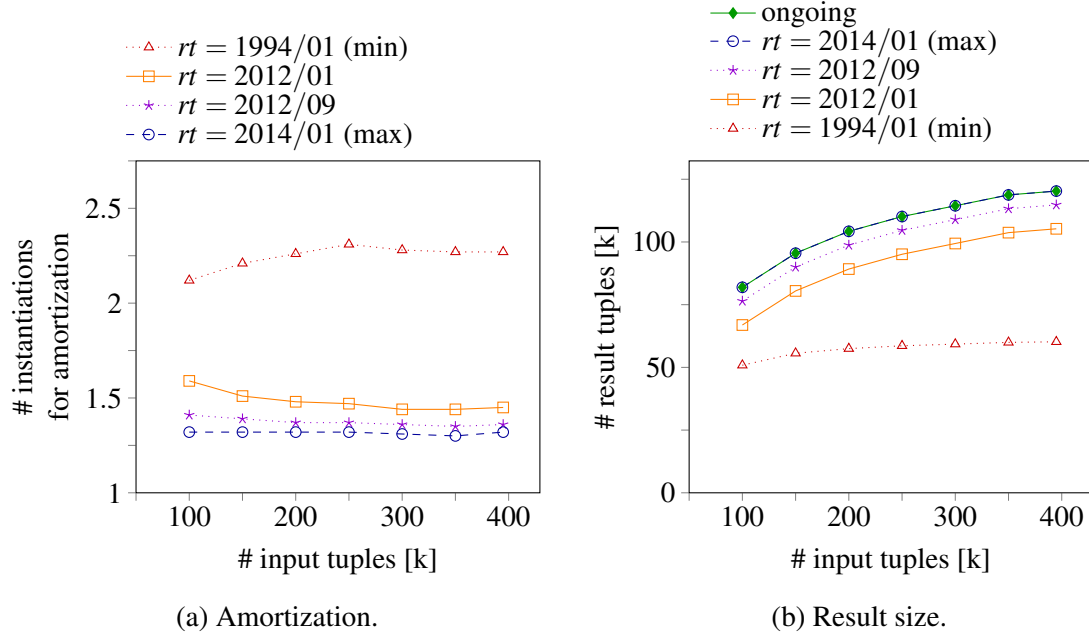 rt = 1994/01 (min)
rt = 2012/01
rt = 2012/09
rt = 2014/01 (max)
# instantiations
for amortization
2.5
2
1.5
1
100 200 300 400
# input tuples [k]
(a) Amortization.
ongoing
rt = 2014/01 (max)
rt = 2012/09
rt = 2012/01
rt = 1994/01 (min)
# result tuples [k]
100
50
0
100 200 300 400
# input tuples [k]
(b) Result size.